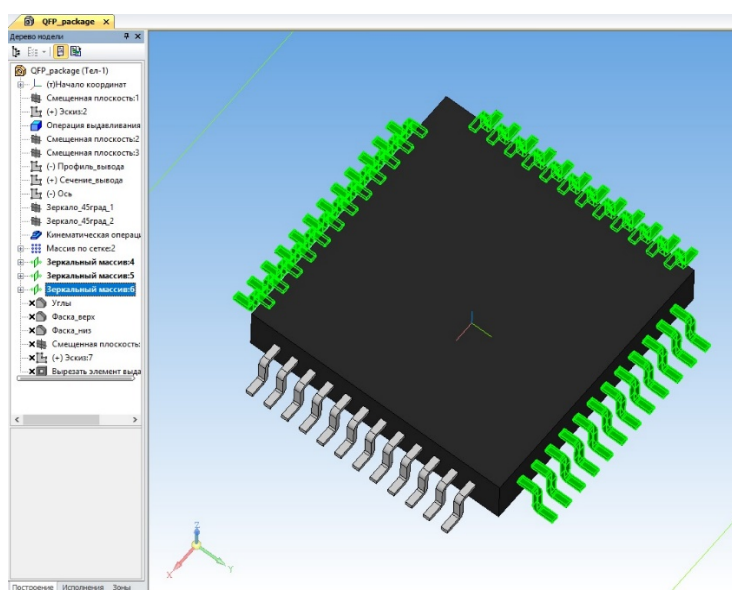 QFP_package
Дерево модели
QFP_package (Тел-1)
(т)Начало координат
Смещенная плоскость:1
(+) Эскиз:2
Операция выдавливания
Смещенная плоскость:2
Смещенная плоскость:3
(-) Профиль_вывода
(+) Сечение_вывода
(-) Ось
Зеркало_45град_1
Зеркало_45град_2
Кинематическая операци
Массив по сетке:2
Зеркальный массив:4
Зеркальный массив:5
Зеркальный массив:6
Углы
Фаска_верх
Фаска_низ
Смещенная плоскость:
(+) Эскиз:7
Вырезать элемент выда
Z
X
Y
Построение Исполнения Зоны